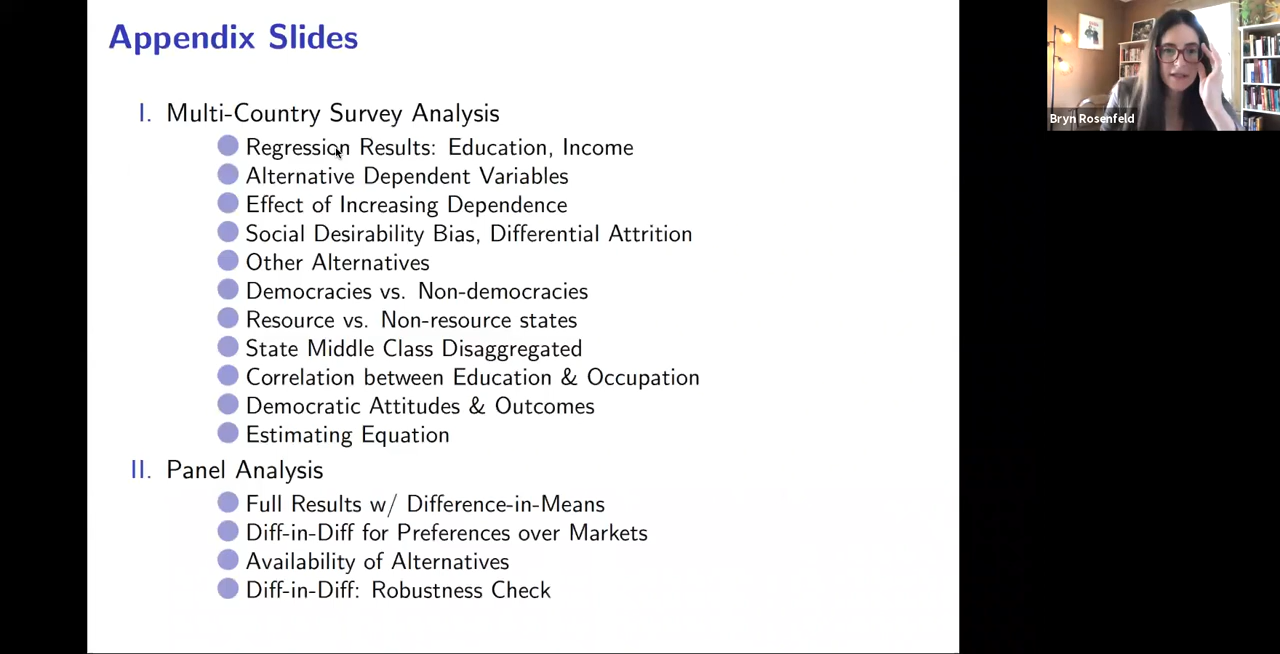 Appendix Slides
I. Multi-Country Survey Analysis
Regression Results: Education, Income
Alternative Dependent Variables
Effect of Increasing Dependence
Social Desirability Bias, Differential Attrition
Other Alternatives
Democracies vs. Non-democracies
Resource vs. Non-resource states
State Middle Class Disaggregated
Correlation between Education & Occupation
Democratic Attitudes & Outcomes
Estimating Equation
II. Panel Analysis
Full Results w/ Difference-in-Means
Diff-in-Diff for Preferences over Markets
Availability of Alternatives
Diff-in-Diff: Robustness Check
Bryn Rosenfeld